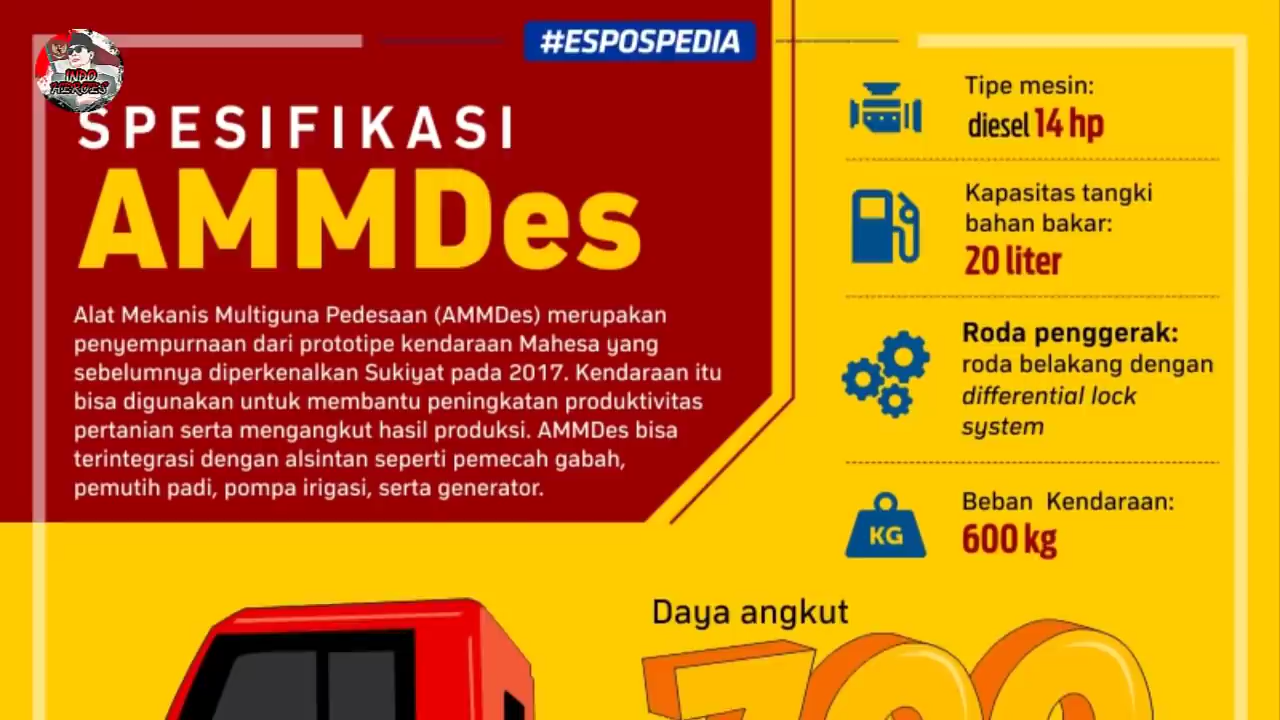 #ESPOSPEDIA
INDO
HEROES
SPESIFIKASI
AMMDes
Alat Mekanis Multiguna Pedesaan (AMMDes) merupakan
penyempurnaan dari prototipe kendaraan Mahesa yang
sebelumnya diperkenalkan Sukiyat pada 2017. Kendaraan itu
bisa digunakan untuk membantu peningkatan produktivitas
pertanian serta mengangkut hasil produksi. AMMDes bisa
terintegrasi dengan alsintan seperti pemecah gabah,
pemutih padi, pompa irigasi, serta generator.
Tipe mesin:
diesel 14 hp
Kapasitas tangki
bahan bakar:
20 liter
Roda penggerak:
roda belakang dengan
differential lock
system
KG
Beban Kendaraan:
600 kg
Daya angkut
700